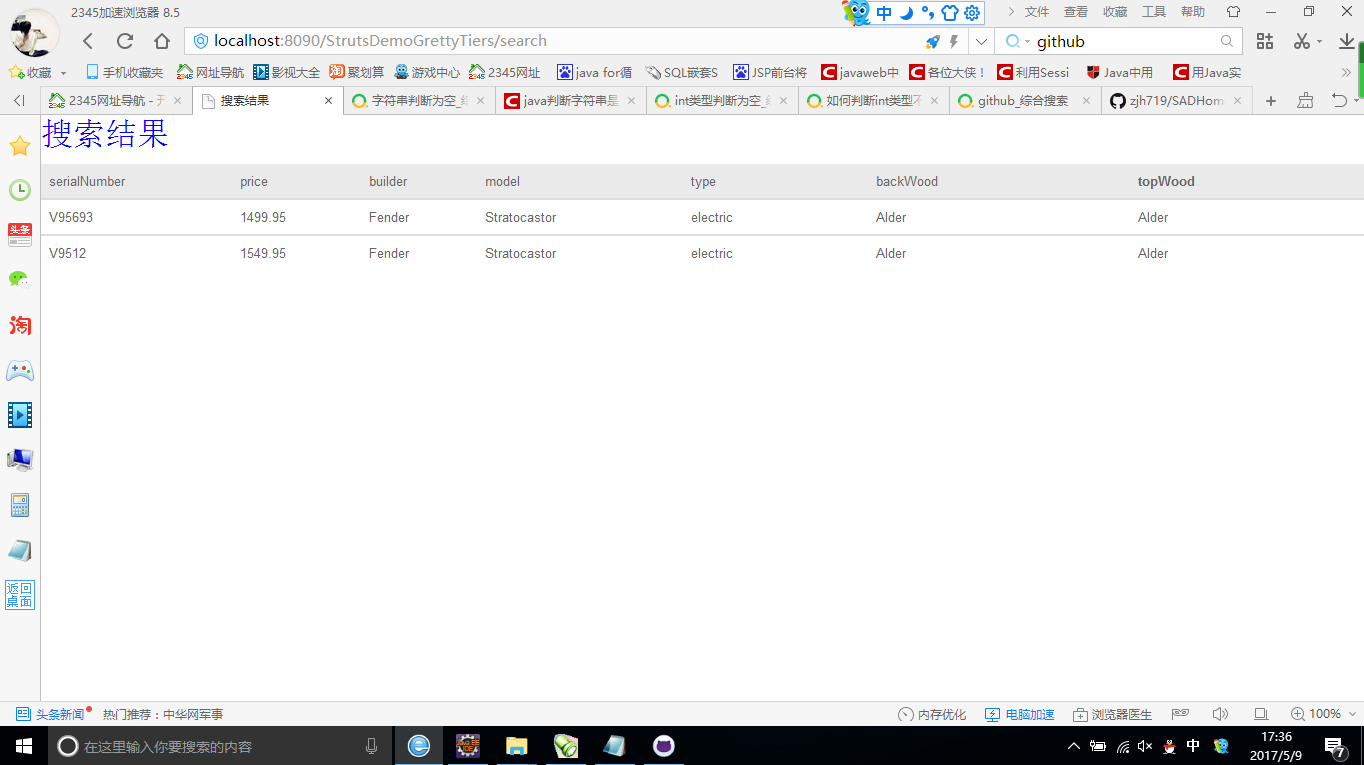 2345加速浏览器 8.5
中
文件 查看 收藏 工具 帮助
localhost:8090/StrutsDemoGrettyTiers/search
github
收藏 手机收藏夹 网址导航 影视大全 聚划算 游戏中心 2345网址 java for循 SQL嵌套S JSP前台将 javaweb中 各位大侠！ 利用Sessi Java中用 用Java实
2345网址导航 - 开 搜索结果 字符串判断为空_综 java判断字符串是 int类型判断为空_综 如何判断int类型不 github_综合搜索 zjh719/SADHom
搜索结果
serialNumber price builder model type backWood topWood
V95693 1499.95 Fender Stratocastor electric Alder Alder
V9512 1549.95 Fender Stratocastor electric Alder Alder
头条
淘
返回
桌面
头条新闻 热门推荐：中华网军事 内存优化 电脑加速 浏览器医生 100%
在这里输入你要搜索的内容
中
17:36
2017/5/9
7